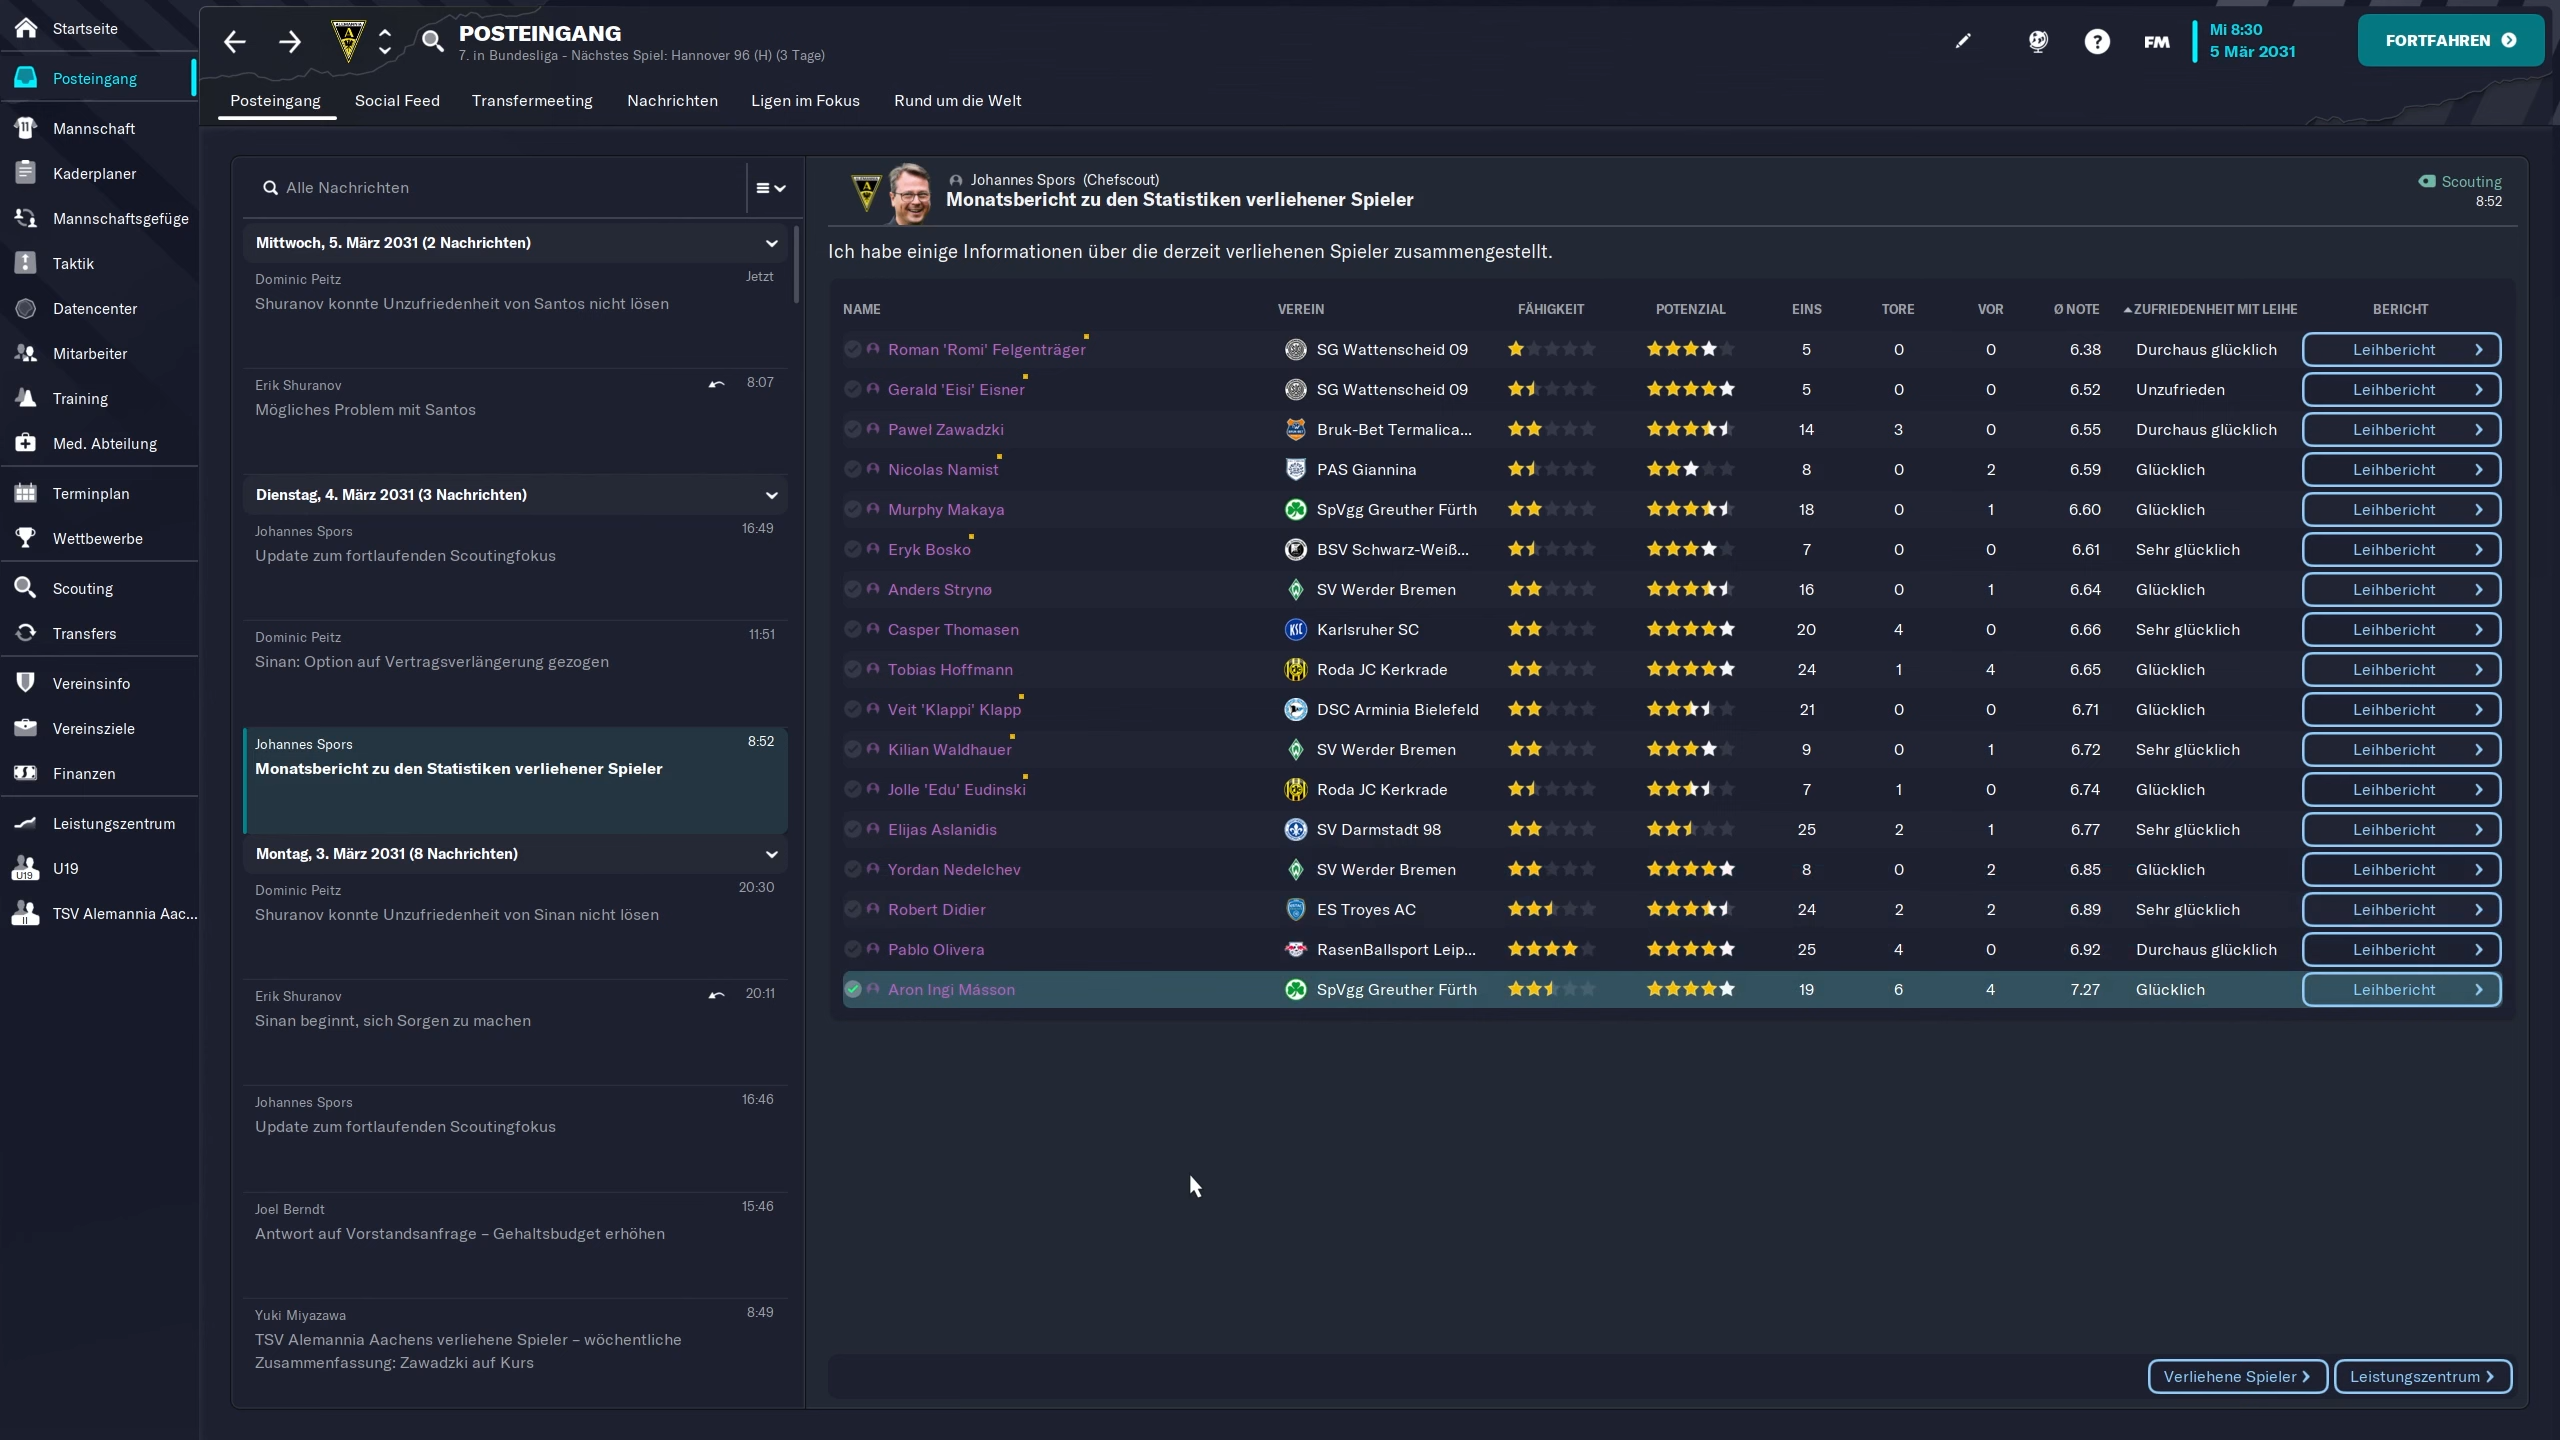 Startseite
Posteingang
Mannschaft
Kaderplaner
Mannschaftsgefüge
Taktik
Datencenter
Mitarbeiter
Training
Med. Abteilung
Terminplan
Wettbewerbe
Scouting
Transfers
Vereinsinfo
Vereinsziele
Finanzen
Leistungszentrum
U19
TSV Alemannia Aac...
POSTEINGANG
7. in Bundesliga - Nächstes Spiel: Hannover 96 (H) (3 Tage)
FM
Mi 8:30
5 Mär 2031
FORTFAHREN
Posteingang Social Feed Transfermeeting Nachrichten Ligen im Fokus Rund um die Welt
Alle Nachrichten
Mittwoch, 5. März 2031 (2 Nachrichten)
Dominic Peitz Jetzt
Shuranov konnte Unzufriedenheit von Santos nicht lösen
Erik Shuranov 8:07
Mögliches Problem mit Santos
Dienstag, 4. März 2031 (3 Nachrichten)
Johannes Spors 16:49
Update zum fortlaufenden Scoutingfokus
Dominic Peitz 11:51
Sinan: Option auf Vertragsverlängerung gezogen
Johannes Spors 8:52
Monatsbericht zu den Statistiken verliehener Spieler
Montag, 3. März 2031 (8 Nachrichten)
Dominic Peitz 20:30
Shuranov konnte Unzufriedenheit von Sinan nicht lösen
Erik Shuranov 20:11
Sinan beginnt, sich Sorgen zu machen
Johannes Spors 16:46
Update zum fortlaufenden Scoutingfokus
Joel Berndt 15:46
Antwort auf Vorstandsanfrage – Gehaltsbudget erhöhen
Yuki Miyazawa 8:49
TSV Alemannia Aachens verliehene Spieler – wöchentliche
Zusammenfassung: Zawadzki auf Kurs
Johannes Spors (Chefscout)
Monatsbericht zu den Statistiken verliehener Spieler
Scouting
8:52
Ich habe einige Informationen über die derzeit verliehenen Spieler zusammengestellt.
NAME VEREIN FÄHIGKEIT POTENZIAL EINS TORE VOR Ø NOTE ZUFRIEDENHEIT MIT LEIHE BERICHT
Roman 'Romi' Felgenträger SG Wattenscheid 09 5 0 0 6.38 Durchaus glücklich Leihbericht
Gerald 'Eisi' Eisner SG Wattenscheid 09 5 0 0 6.52 Unzufrieden Leihbericht
Pawel Zawadzki Bruk-Bet Termalica... 14 3 0 6.55 Durchaus glücklich Leihbericht
Nicolas Namist PAS Giannina 8 0 2 6.59 Glücklich Leihbericht
Murphy Makaya SpVgg Greuther Fürth 18 0 1 6.60 Glücklich Leihbericht
Eryk Bosko BSV Schwarz-Weiß... 7 0 0 6.61 Sehr glücklich Leihbericht
Anders Strynø SV Werder Bremen 16 0 1 6.64 Glücklich Leihbericht
Casper Thomasen Karlsruher SC 20 4 0 6.66 Sehr glücklich Leihbericht
Tobias Hoffmann Roda JC Kerkrade 24 1 4 6.65 Glücklich Leihbericht
Veit 'Klappi' Klapp DSC Arminia Bielefeld 21 0 0 6.71 Glücklich Leihbericht
Kilian Waldhauer SV Werder Bremen 9 0 1 6.72 Sehr glücklich Leihbericht
Jolle 'Edu' Eudinski Roda JC Kerkrade 7 1 0 6.74 Glücklich Leihbericht
Elijas Aslanidis SV Darmstadt 98 25 2 1 6.77 Sehr glücklich Leihbericht
Yordan Nedelchev SV Werder Bremen 8 0 2 6.85 Glücklich Leihbericht
Robert Didier ES Troyes AC 24 2 2 6.89 Sehr glücklich Leihbericht
Pablo Olivera RasenBallsport Leip... 25 4 0 6.92 Durchaus glücklich Leihbericht
Aron Ingi Másson SpVgg Greuther Fürth 19 6 4 7.27 Glücklich Leihbericht
Verliehene Spieler Leistungszentrum